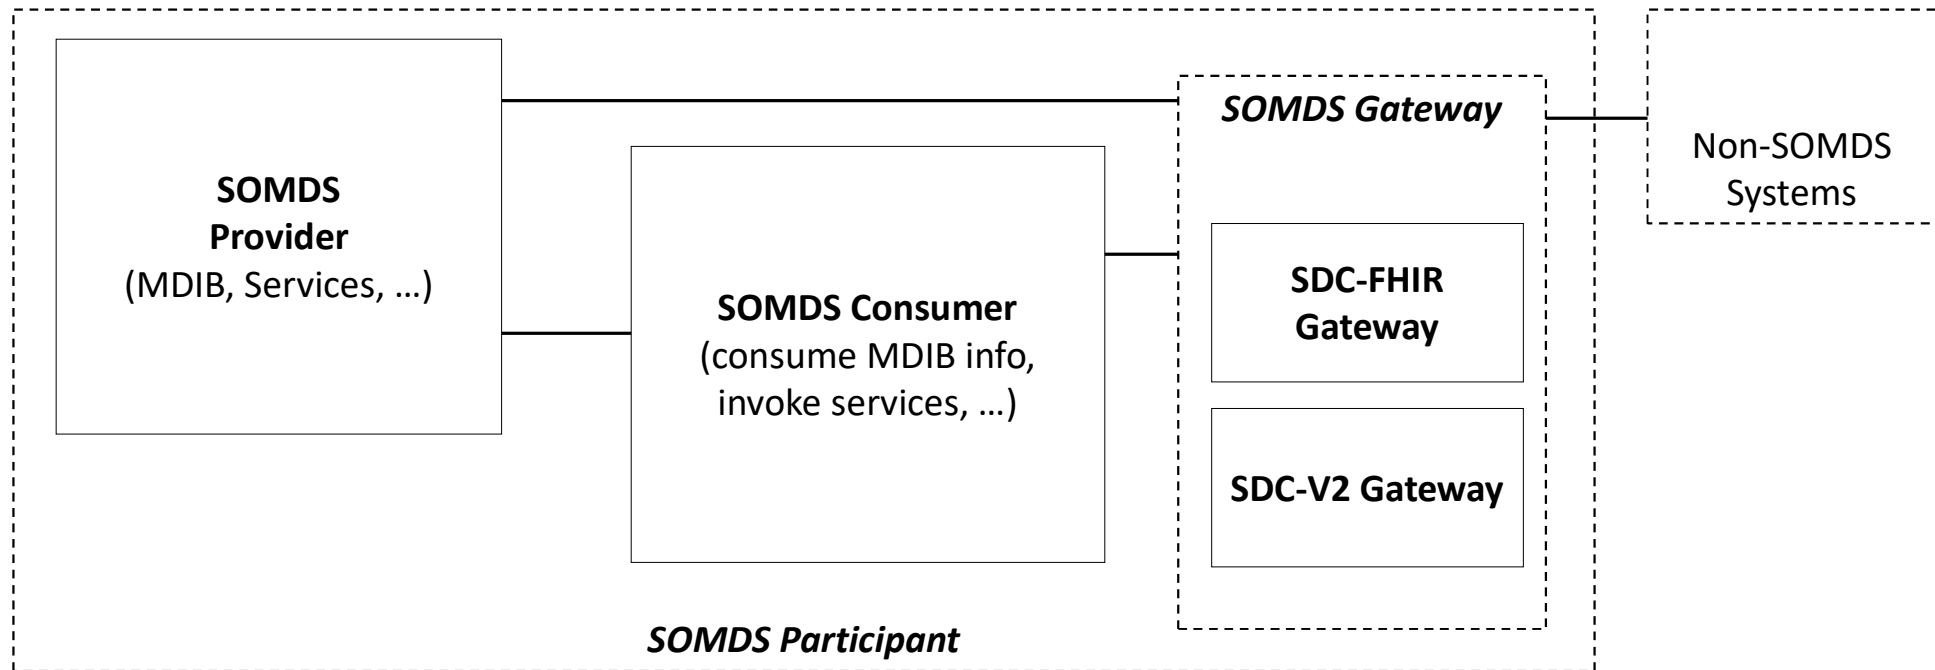 SOMDS
Provider
(MDIB, Services, …)
SOMDS Consumer
(consume MDIB info,
invoke services, …)
SOMDS Gateway
SDC-FHIR
Gateway
SDC-V2 Gateway
Non-SOMDS
Systems
SOMDS Participant